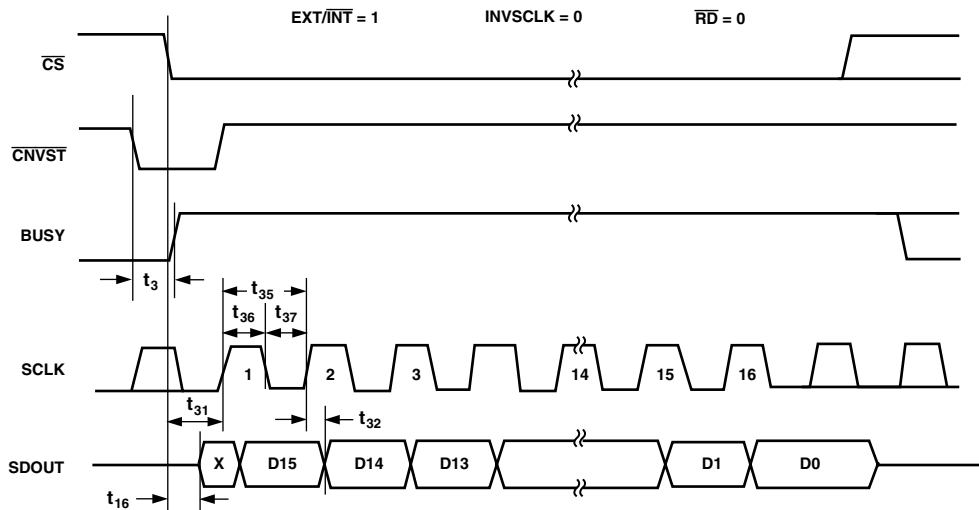 EXT/INT = 1 INVSCLK = 0 RD = 0
CS
CNVST
BUSY
t3
t35
t36 t37
SCLK 1 2 3 14 15 16
t31
t32
SDOUT X D15 D14 D13 D1 D0
t16